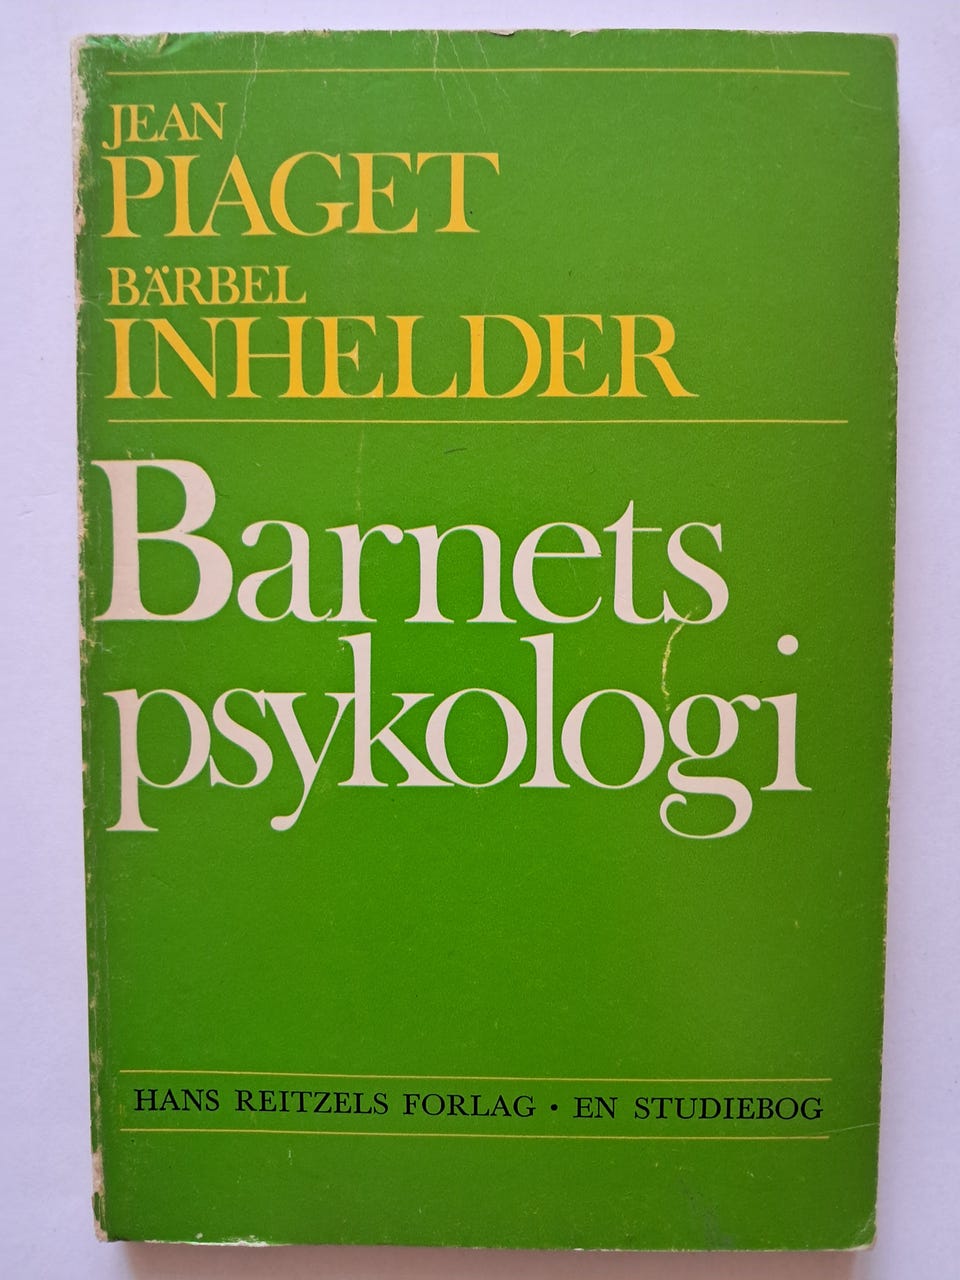 JEAN
PIAGET
BÄRBEL
INHELDER
Barnets
psykologi
HANS REITZELS FORLAG · EN STUDIEBOG